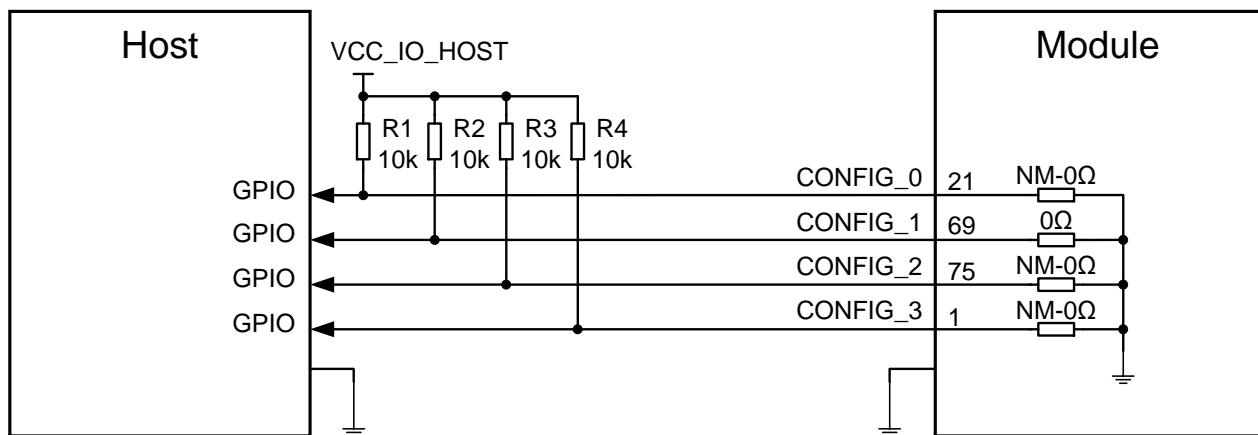 Host
Module
VCC_IO_HOST
R1 R2 R3 R4
10k 10k 10k 10k
GPIO CONFIG_0 21 NM-0Ω
GPIO CONFIG_1 69 0Ω
GPIO CONFIG_2 75 NM-0Ω
GPIO CONFIG_3 1 NM-0Ω